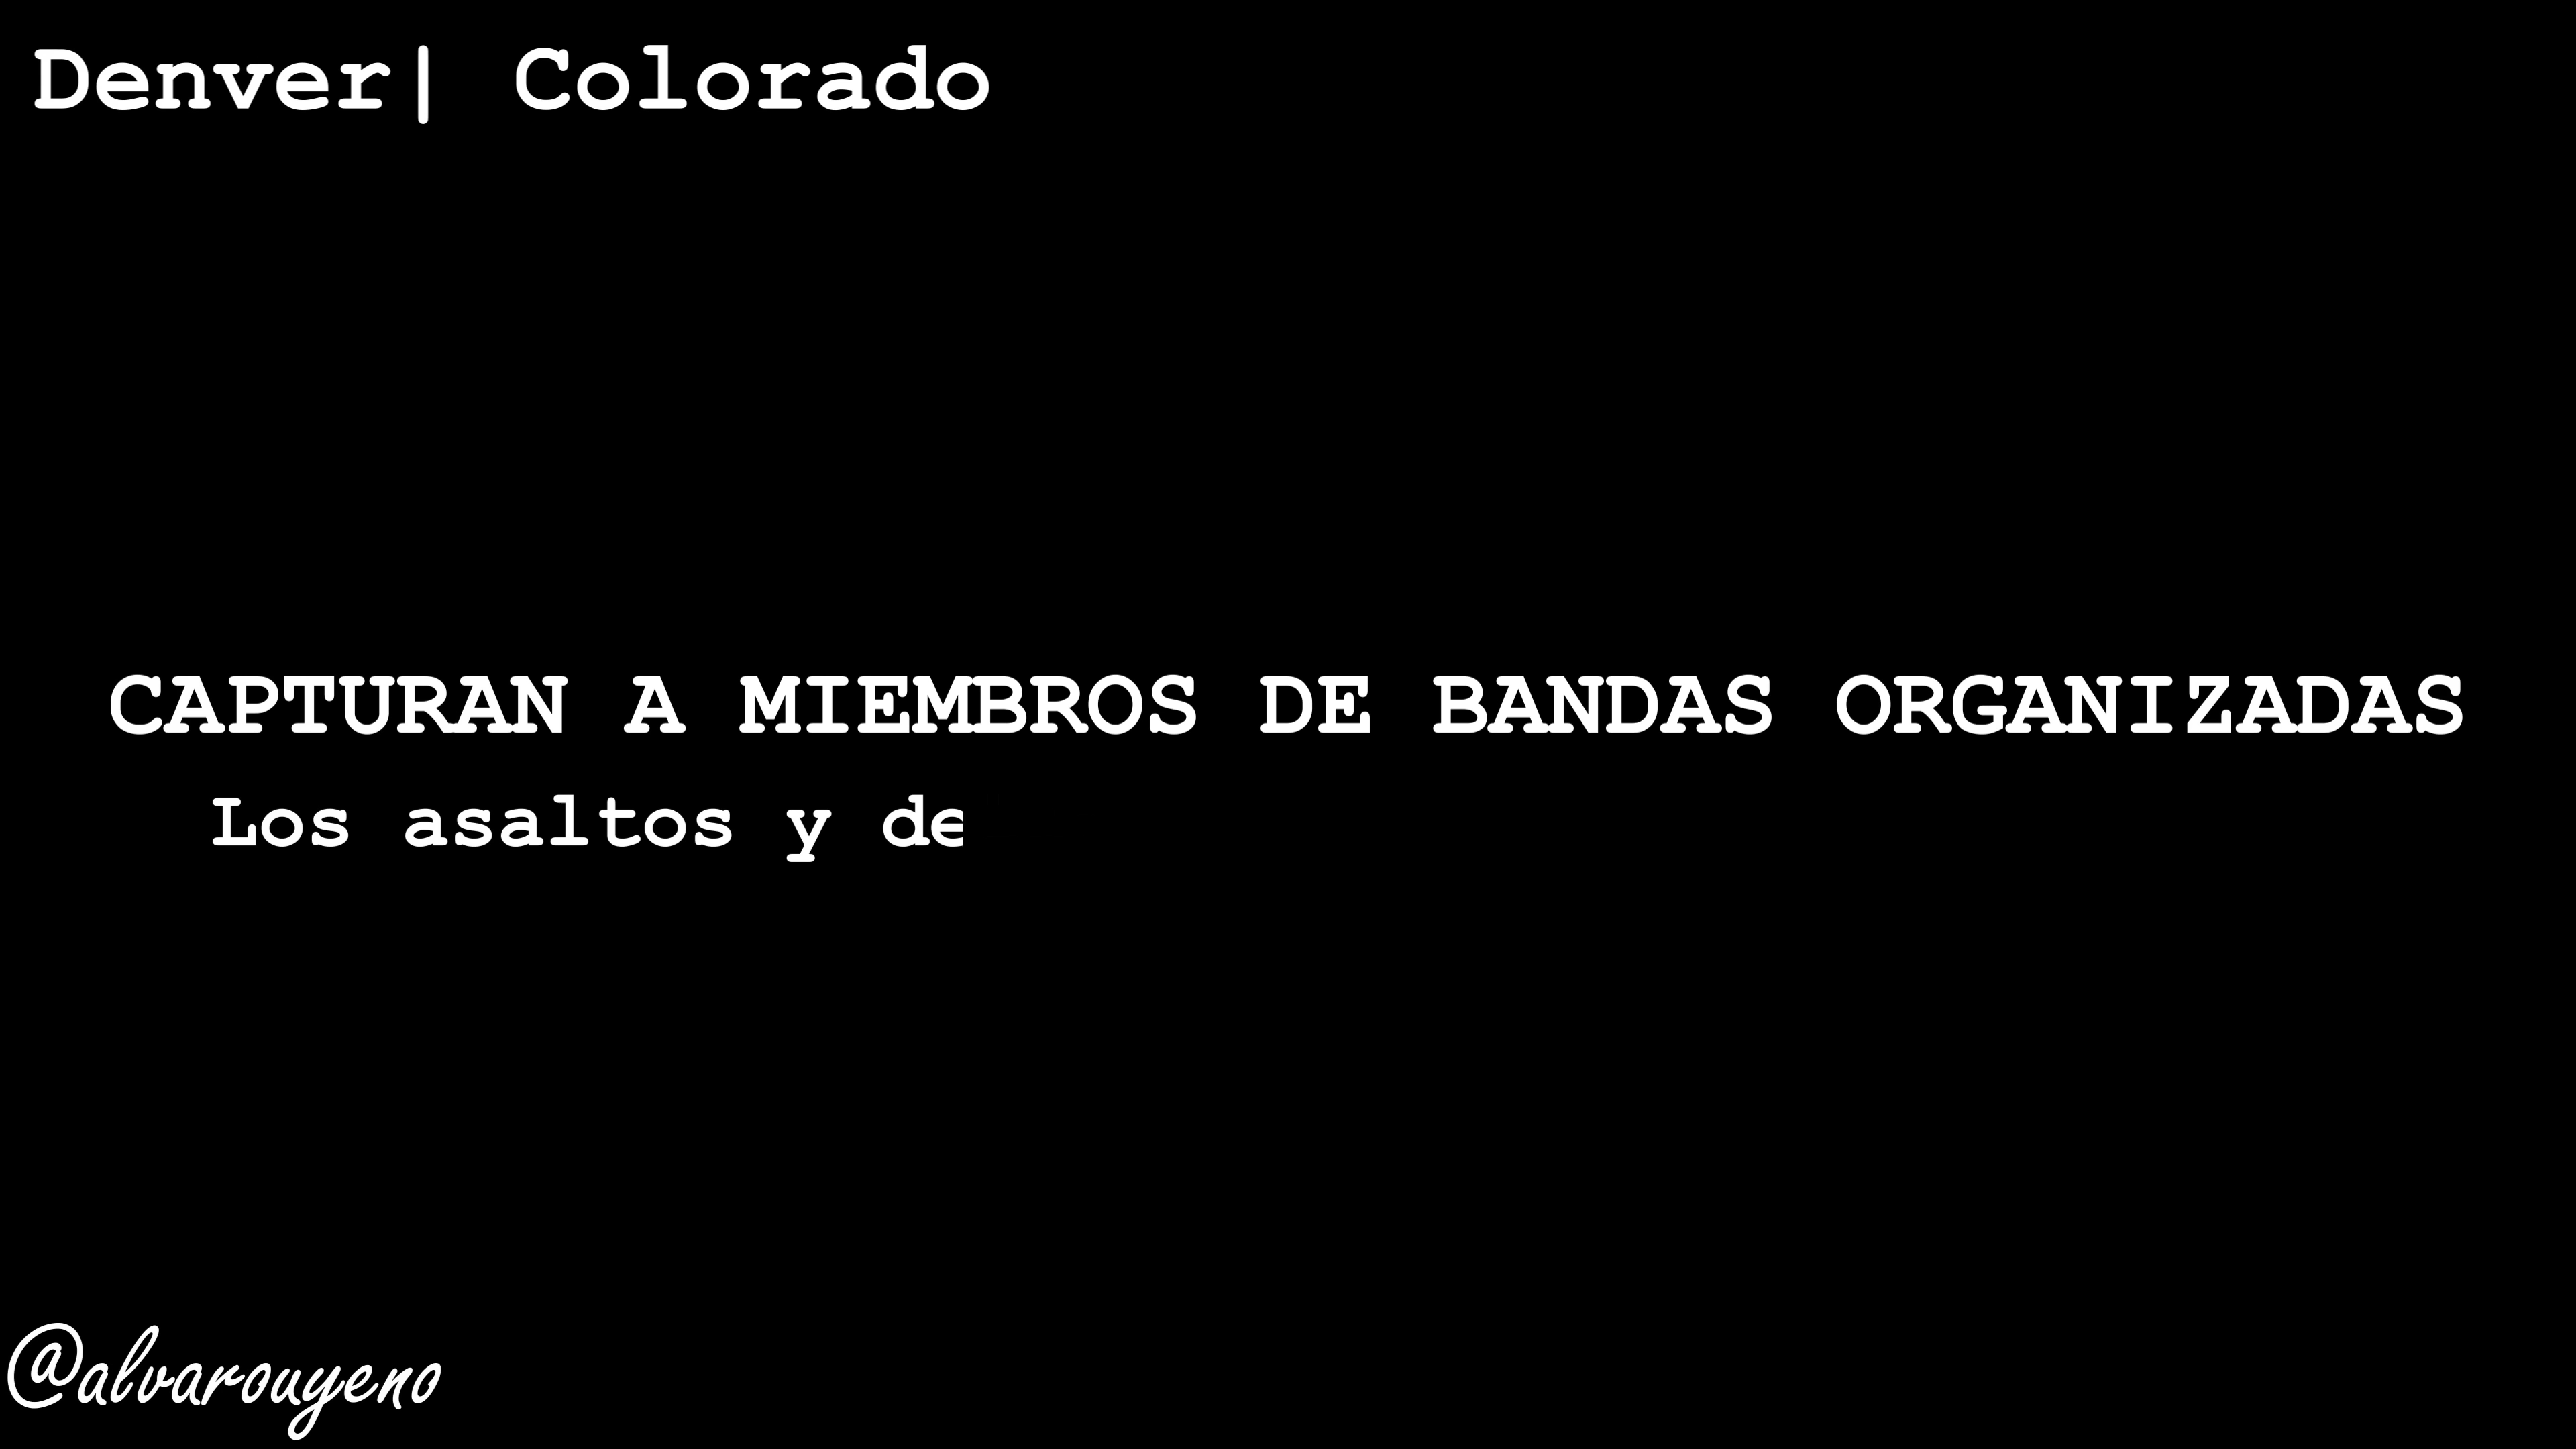 Denver| Colorado
CAPTURAN A MIEMBROS DE BANDAS ORGANIZADAS
Los asaltos y de
@alvarouyeno